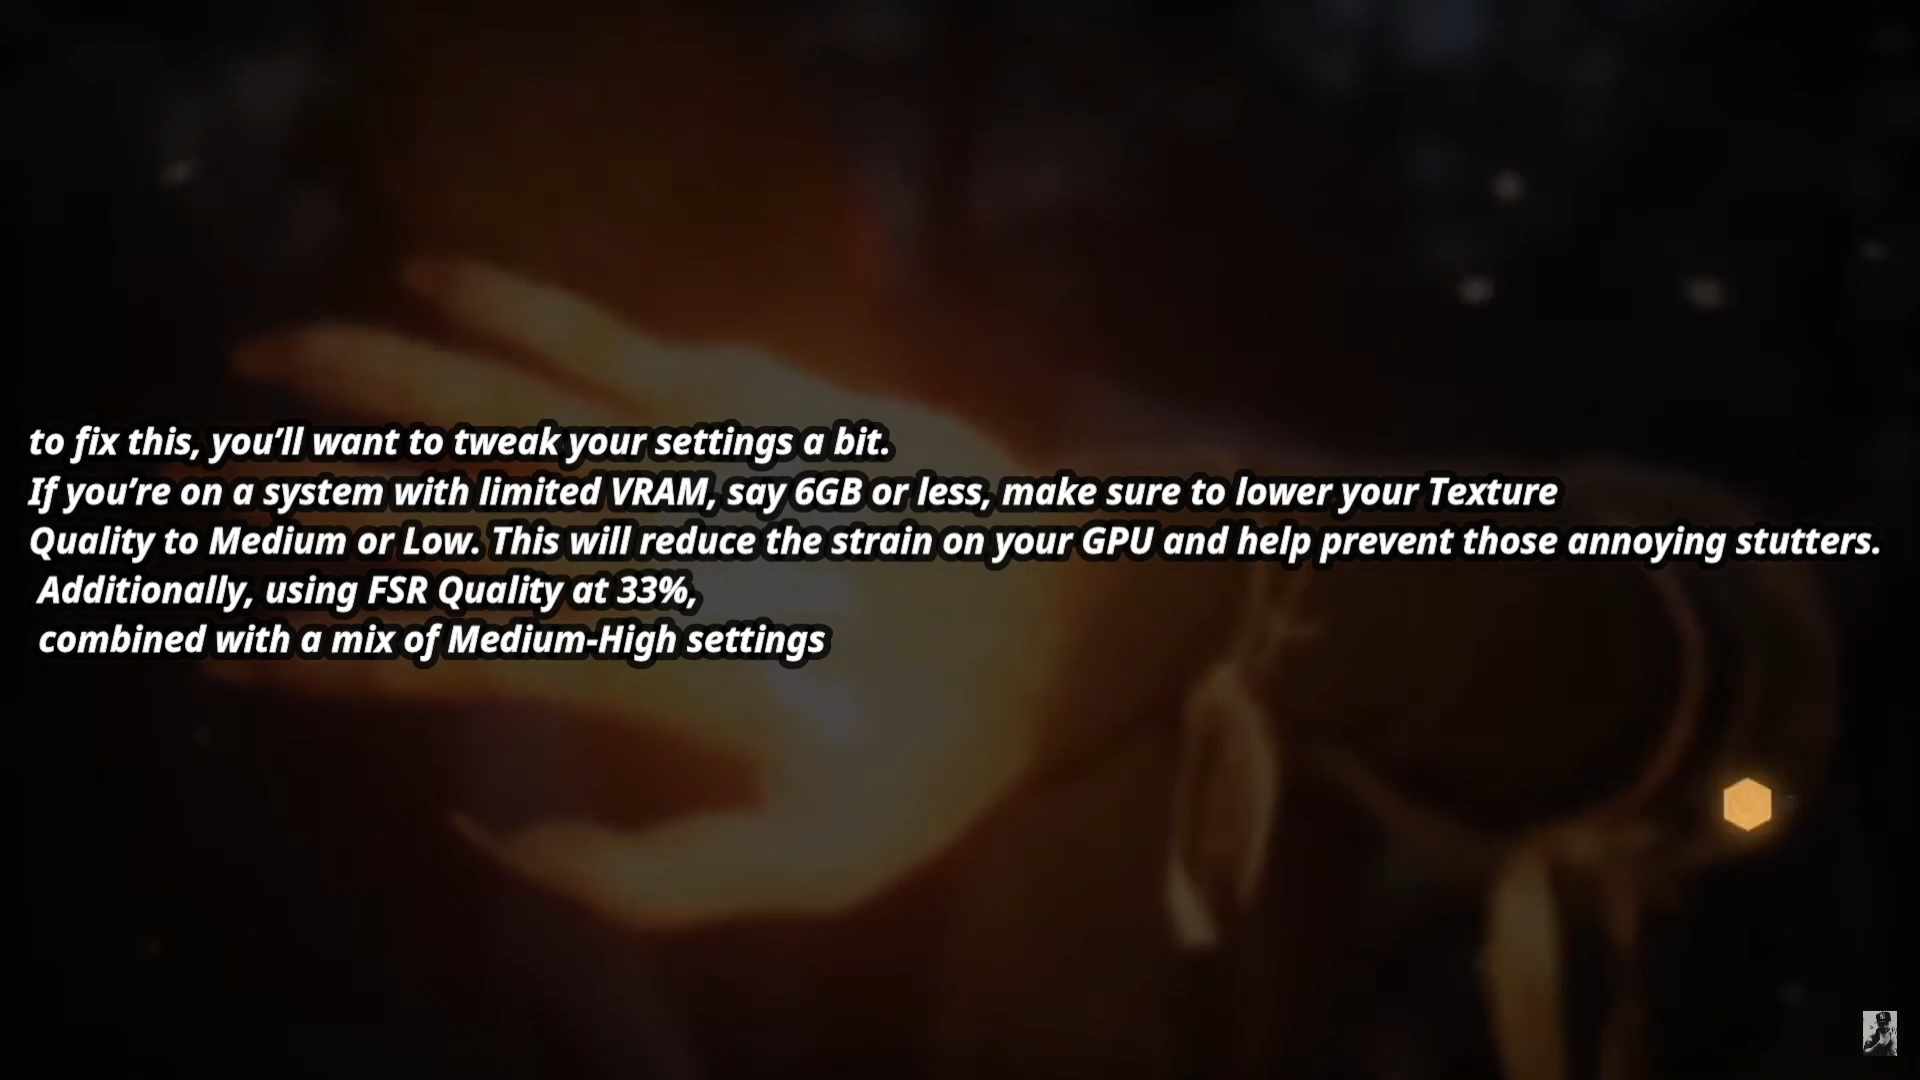 to fix this, you’ll want to tweak your settings a bit.
If you’re on a system with limited VRAM, say 6GB or less, make sure to lower your Texture
Quality to Medium or Low. This will reduce the strain on your GPU and help prevent those annoying stutters.
Additionally, using FSR Quality at 33%,
combined with a mix of Medium-High settings